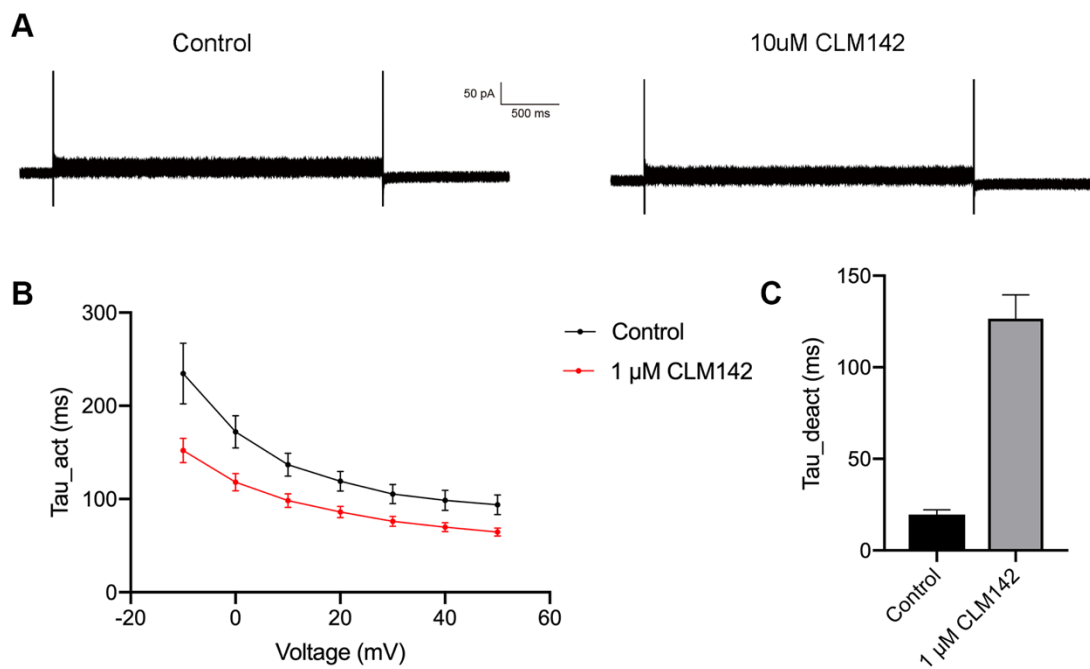 A
Control
10uM CLM142
50 pA
500 ms
B
300
200
100
0
Tau_act (ms)
-20
0
20
40
60
Voltage (mV)
Control
1 µM CLM142
C
150
100
50
0
Tau_deact (ms)
Control
1 µM CLM142